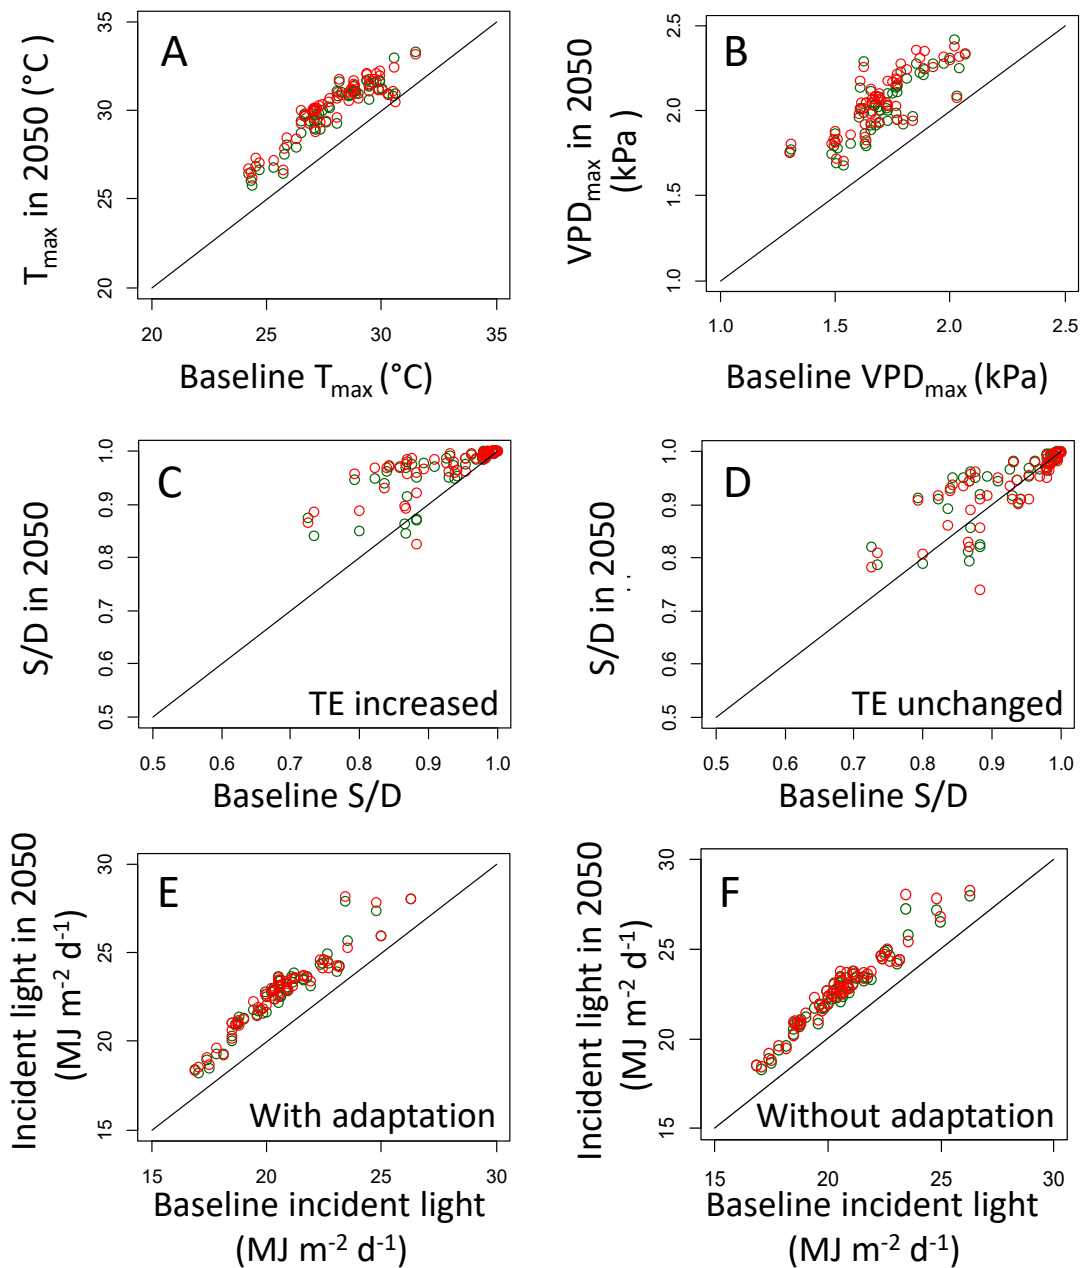 A
T_max in 2050 (°C)
35
30
25
20
20 25 30 35
Baseline T_max (°C)
B
VPD_max in 2050
(kPa)
2.5
2.0
1.5
1.0
1.0 1.5 2.0 2.5
Baseline VPD_max (kPa)
C
S/D in 2050
1.0
0.9
0.8
0.7
0.6
0.5
TE increased
0.5 0.6 0.7 0.8 0.9 1.0
Baseline S/D
D
S/D in 2050
1.0
0.9
0.8
0.7
0.6
0.5
TE unchanged
0.5 0.6 0.7 0.8 0.9 1.0
Baseline S/D
E
Incident light in 2050
(MJ m⁻² d⁻¹)
30
25
20
15
With adaptation
15 20 25 30
Baseline incident light
(MJ m⁻² d⁻¹)
F
Incident light in 2050
(MJ m⁻² d⁻¹)
30
25
20
15
Without adaptation
15 20 25 30
Baseline incident light
(MJ m⁻² d⁻¹)